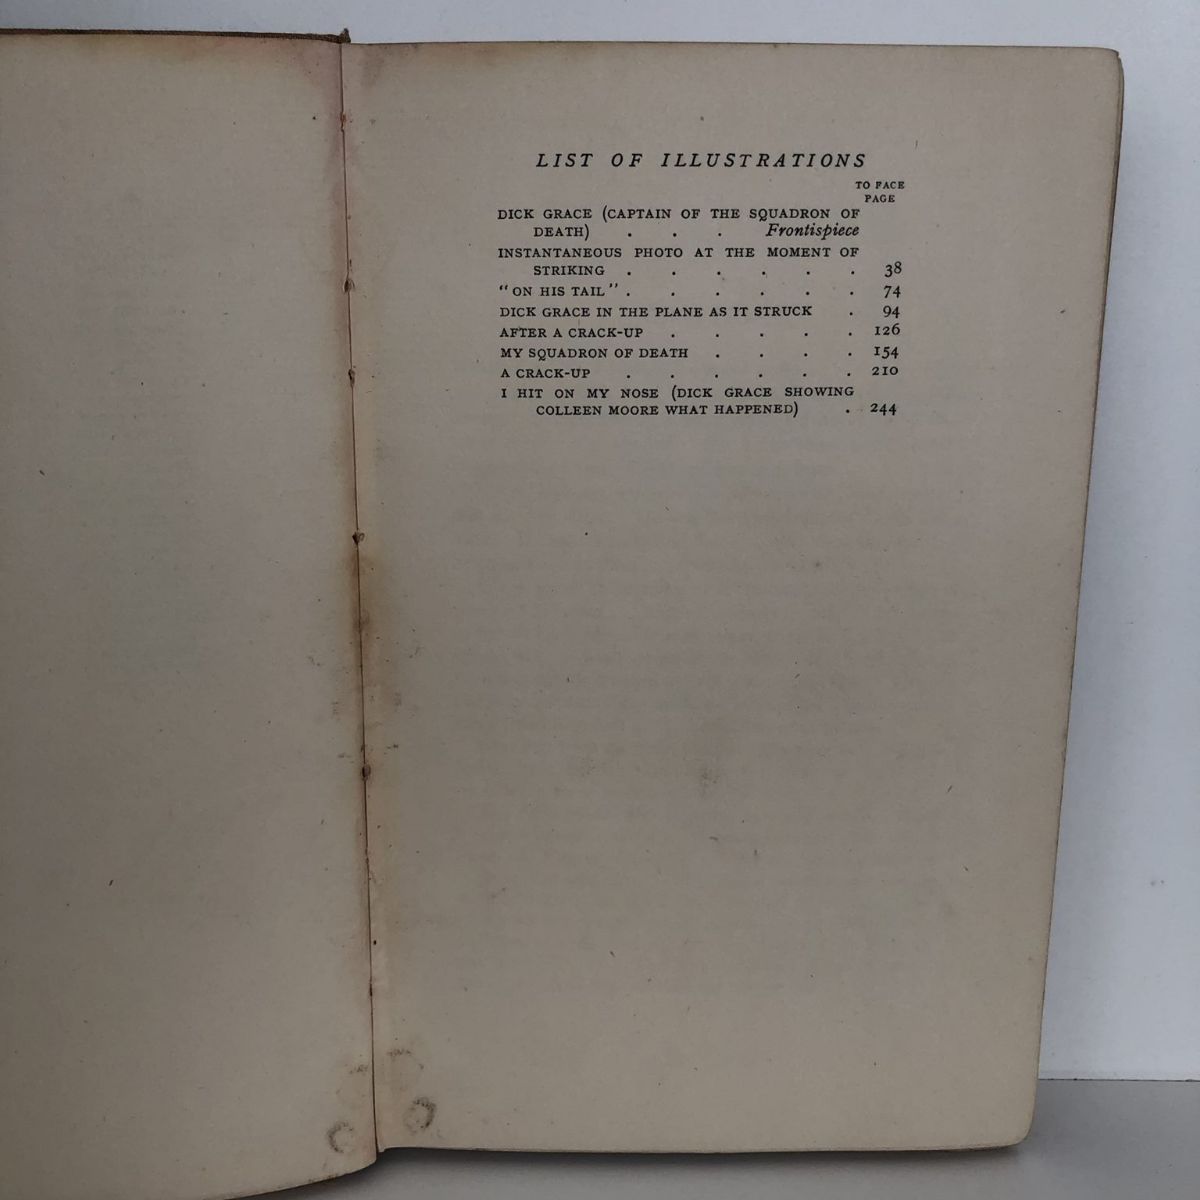 LIST OF ILLUSTRATIONS
TO FACE
PAGE
DICK GRACE (CAPTAIN OF THE SQUADRON OF
DEATH) . . . Frontispiece
INSTANTANEOUS PHOTO AT THE MOMENT OF
STRIKING . . . . . . 38
"ON HIS TAIL" . . . . . . 74
DICK GRACE IN THE PLANE AS IT STRUCK . 94
AFTER A CRACK-UP . . . . . 126
MY SQUADRON OF DEATH . . . . 154
A CRACK-UP . . . . . . 210
I HIT ON MY NOSE (DICK GRACE SHOWING
COLLEEN MOORE WHAT HAPPENED) . 244